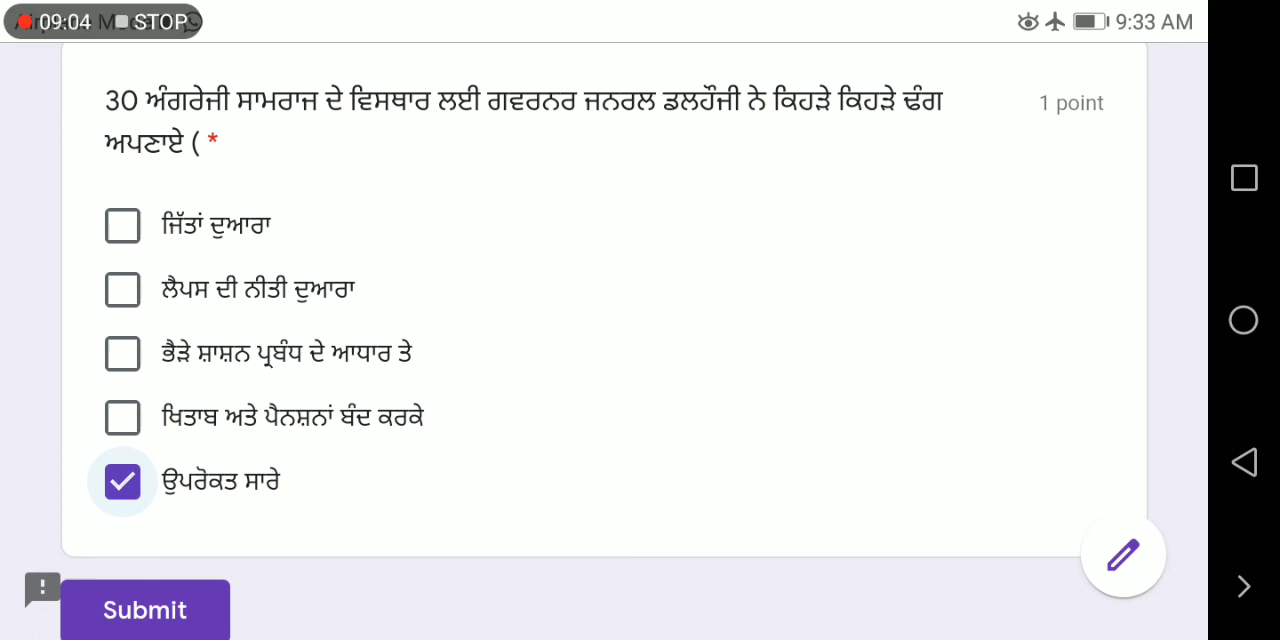 09:04 STOP 9:33 AM
30 ਅੰਗਰੇਜੀ ਸਾਮਰਾਜ ਦੇ ਵਿਸਥਾਰ ਲਈ ਗਵਰਨਰ ਜਨਰਲ ਡਲਹੌਜੀ ਨੇ ਕਿਹੜੇ ਕਿਹੜੇ ਢੰਗ 1 point
ਅਪਣਾਏ ( *
ਜਿੱਤਾਂ ਦੁਆਰਾ
ਲੈਪਸ ਦੀ ਨੀਤੀ ਦੁਆਰਾ
ਭੈੜੇ ਸ਼ਾਸ਼ਨ ਪ੍ਰਬੰਧ ਦੇ ਆਧਾਰ ਤੇ
ਖਿਤਾਬ ਅਤੇ ਪੈਨਸ਼ਨਾਂ ਬੰਦ ਕਰਕੇ
ਉਪਰੋਕਤ ਸਾਰੇ
Submit